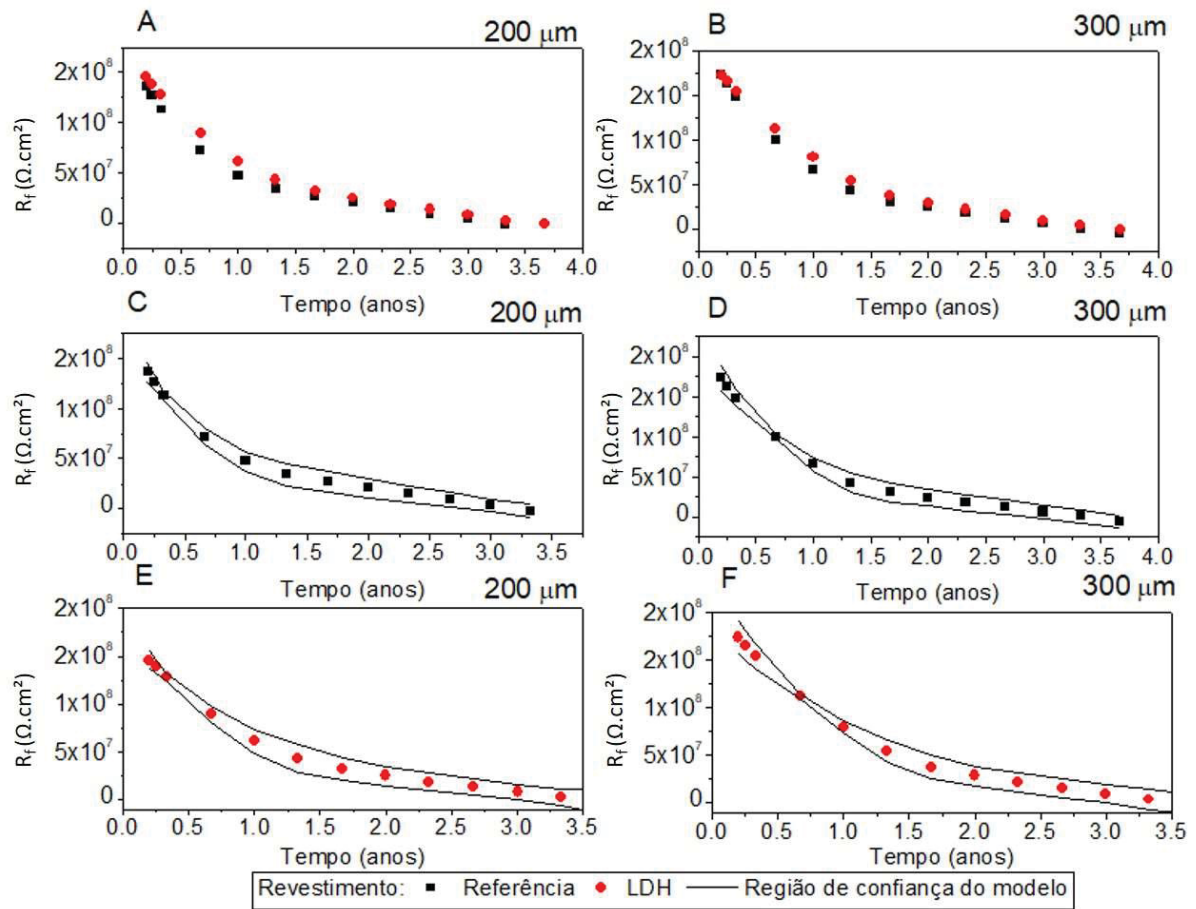 A
200 μm
2x10⁸
1x10⁸
5x10⁷
0
R_f (Ω.cm²)
0.0 0.5 1.0 1.5 2.0 2.5 3.0 3.5 4.0
Tempo (anos)
B
300 μm
2x10⁸
2x10⁸
1x10⁸
5x10⁷
0
R_f (Ω.cm²)
0.0 0.5 1.0 1.5 2.0 2.5 3.0 3.5 4.0
Tempo (anos)
C
200 μm
2x10⁸
1x10⁸
5x10⁷
0
R_f (Ω.cm²)
0.0 0.5 1.0 1.5 2.0 2.5 3.0 3.5
Tempo (anos)
D
300 μm
2x10⁸
2x10⁸
1x10⁸
5x10⁷
0
R_f (Ω.cm²)
0.0 0.5 1.0 1.5 2.0 2.5 3.0 3.5 4.0
Tempo (anos)
E
200 μm
2x10⁸
2x10⁸
1x10⁸
5x10⁷
0
R_f (Ω.cm²)
0.0 0.5 1.0 1.5 2.0 2.5 3.0 3.5
Tempo (anos)
F
300 μm
2x10⁸
2x10⁸
1x10⁸
5x10⁷
0
R_f (Ω.cm²)
0.0 0.5 1.0 1.5 2.0 2.5 3.0 3.5
Tempo (anos)
Revestimento: Referência LDH Região de confiança do modelo